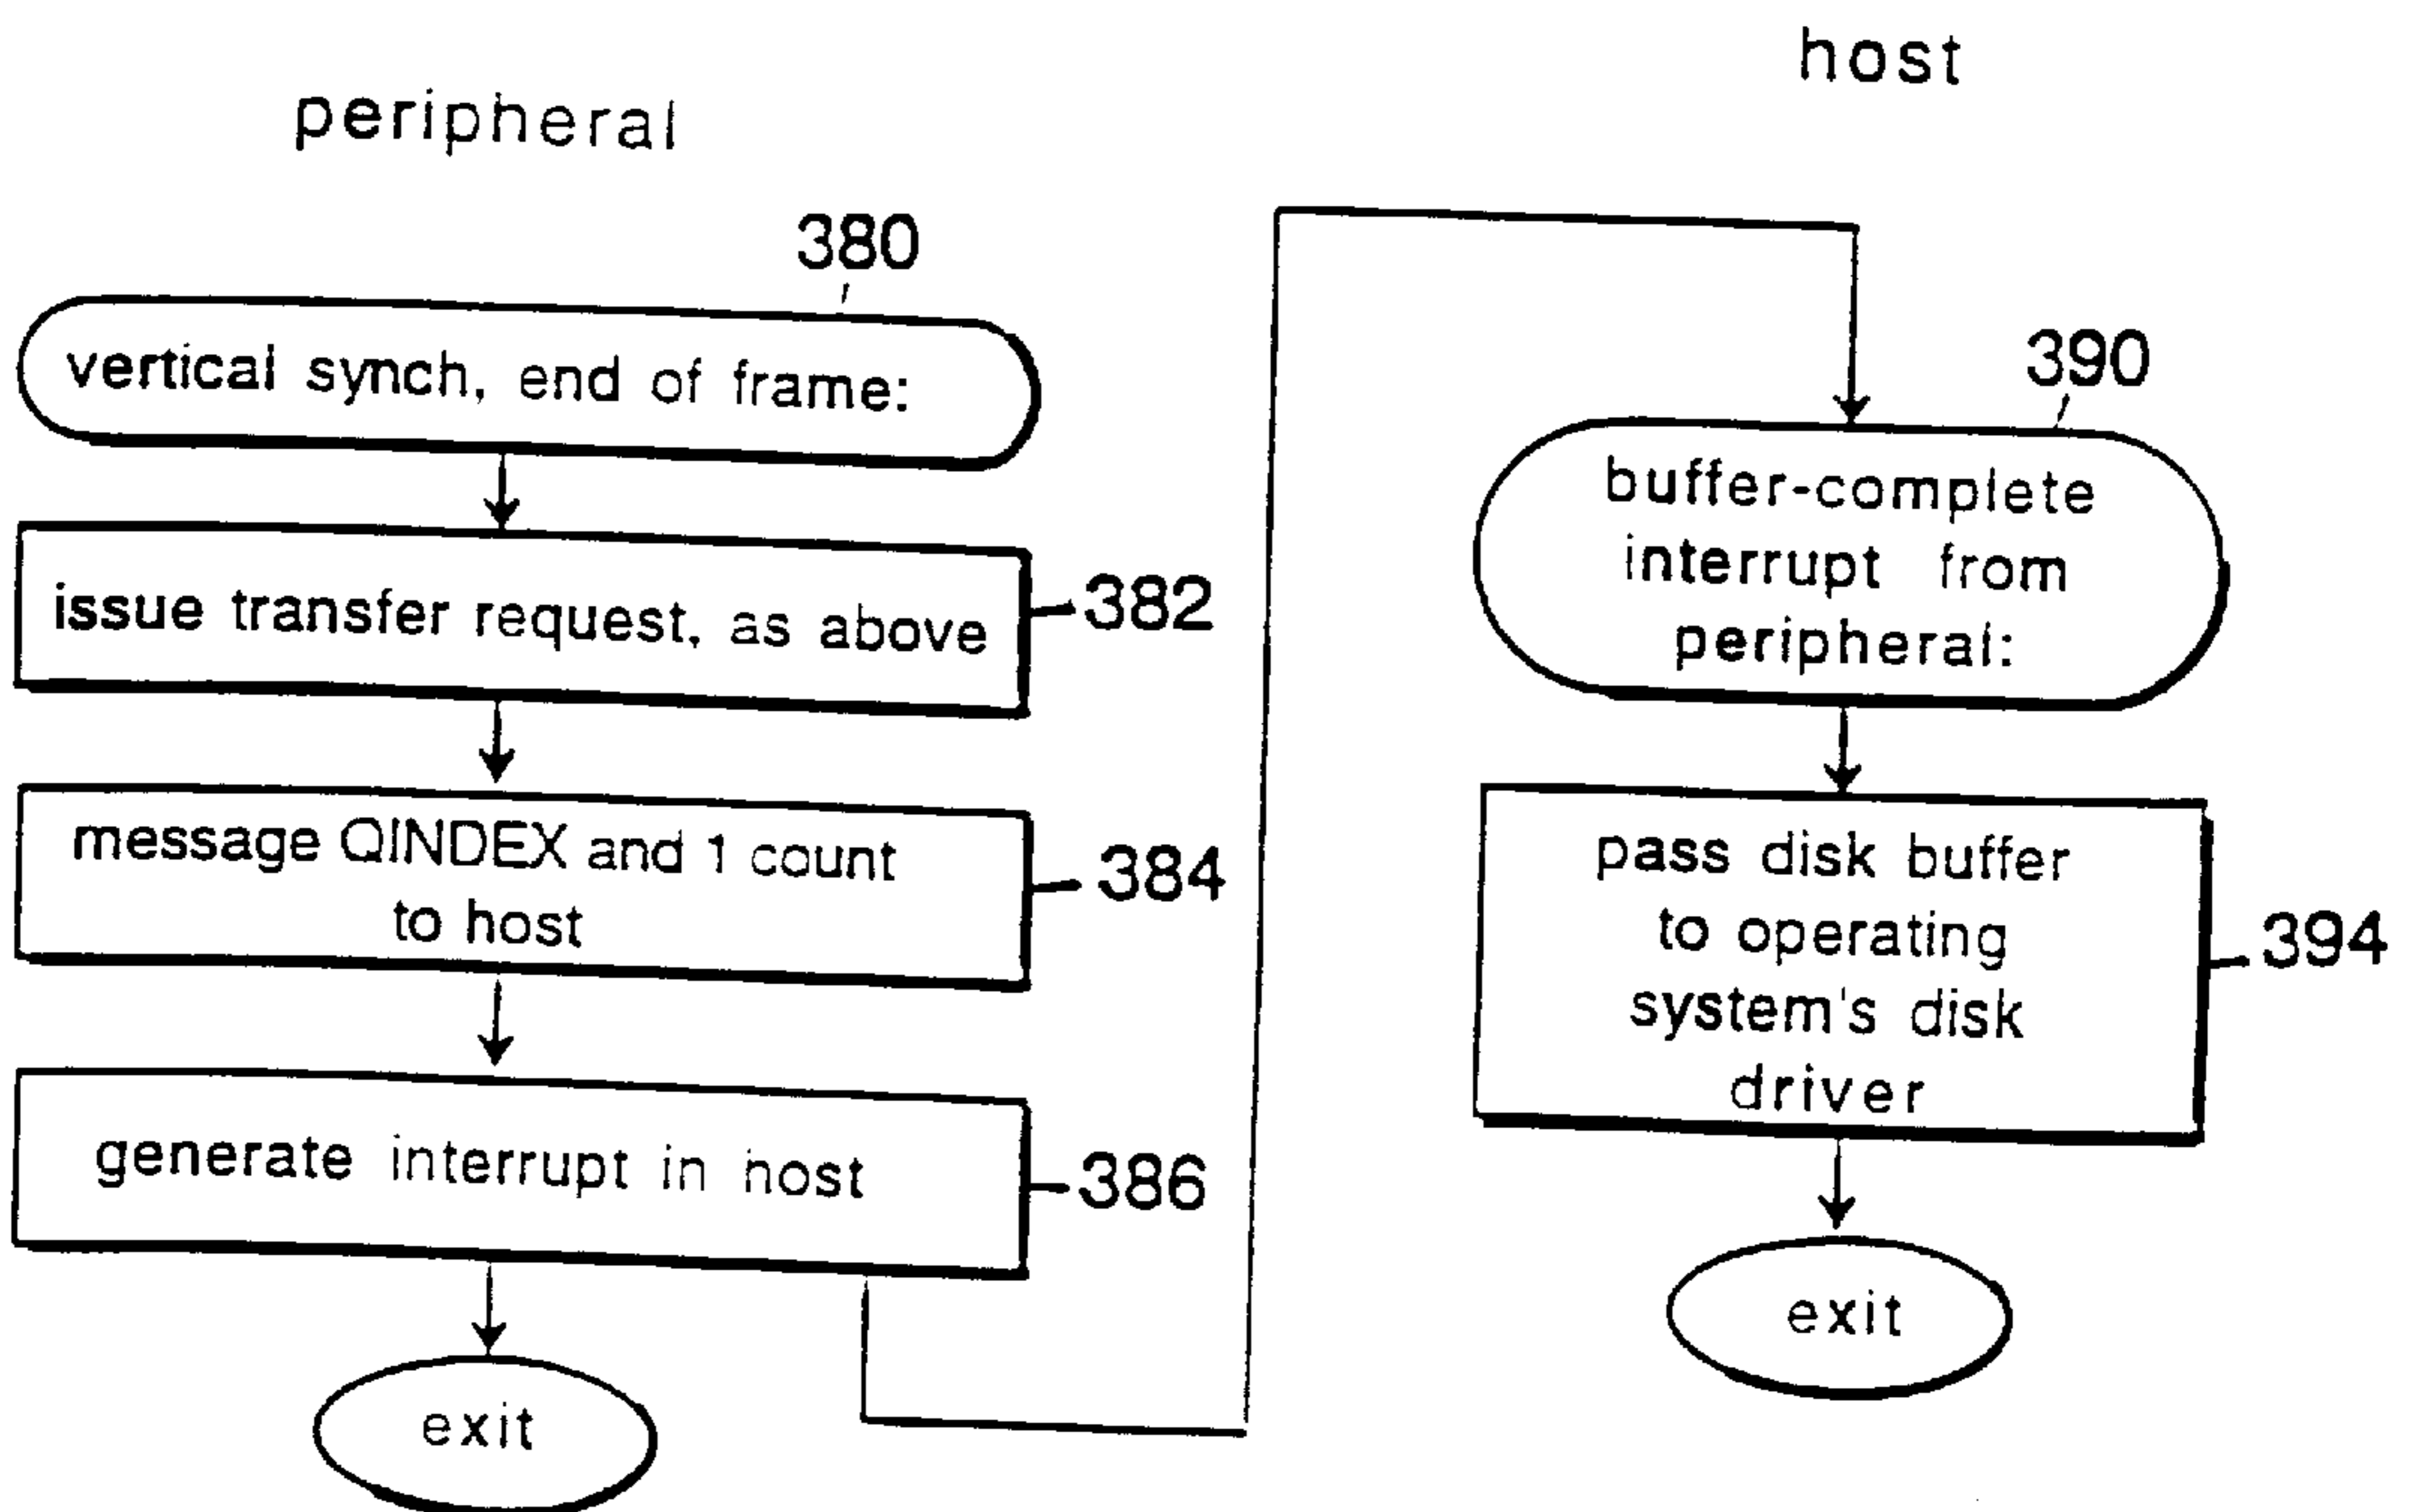 peripheral
380
vertical synch, end of frame:
issue transfer request, as above
382
message QINDEX and 1 count
to host
384
generate interrupt in host
386
exit
host
390
buffer-complete
interrupt from
peripheral:
pass disk buffer
to operating
system's disk
driver
394
exit